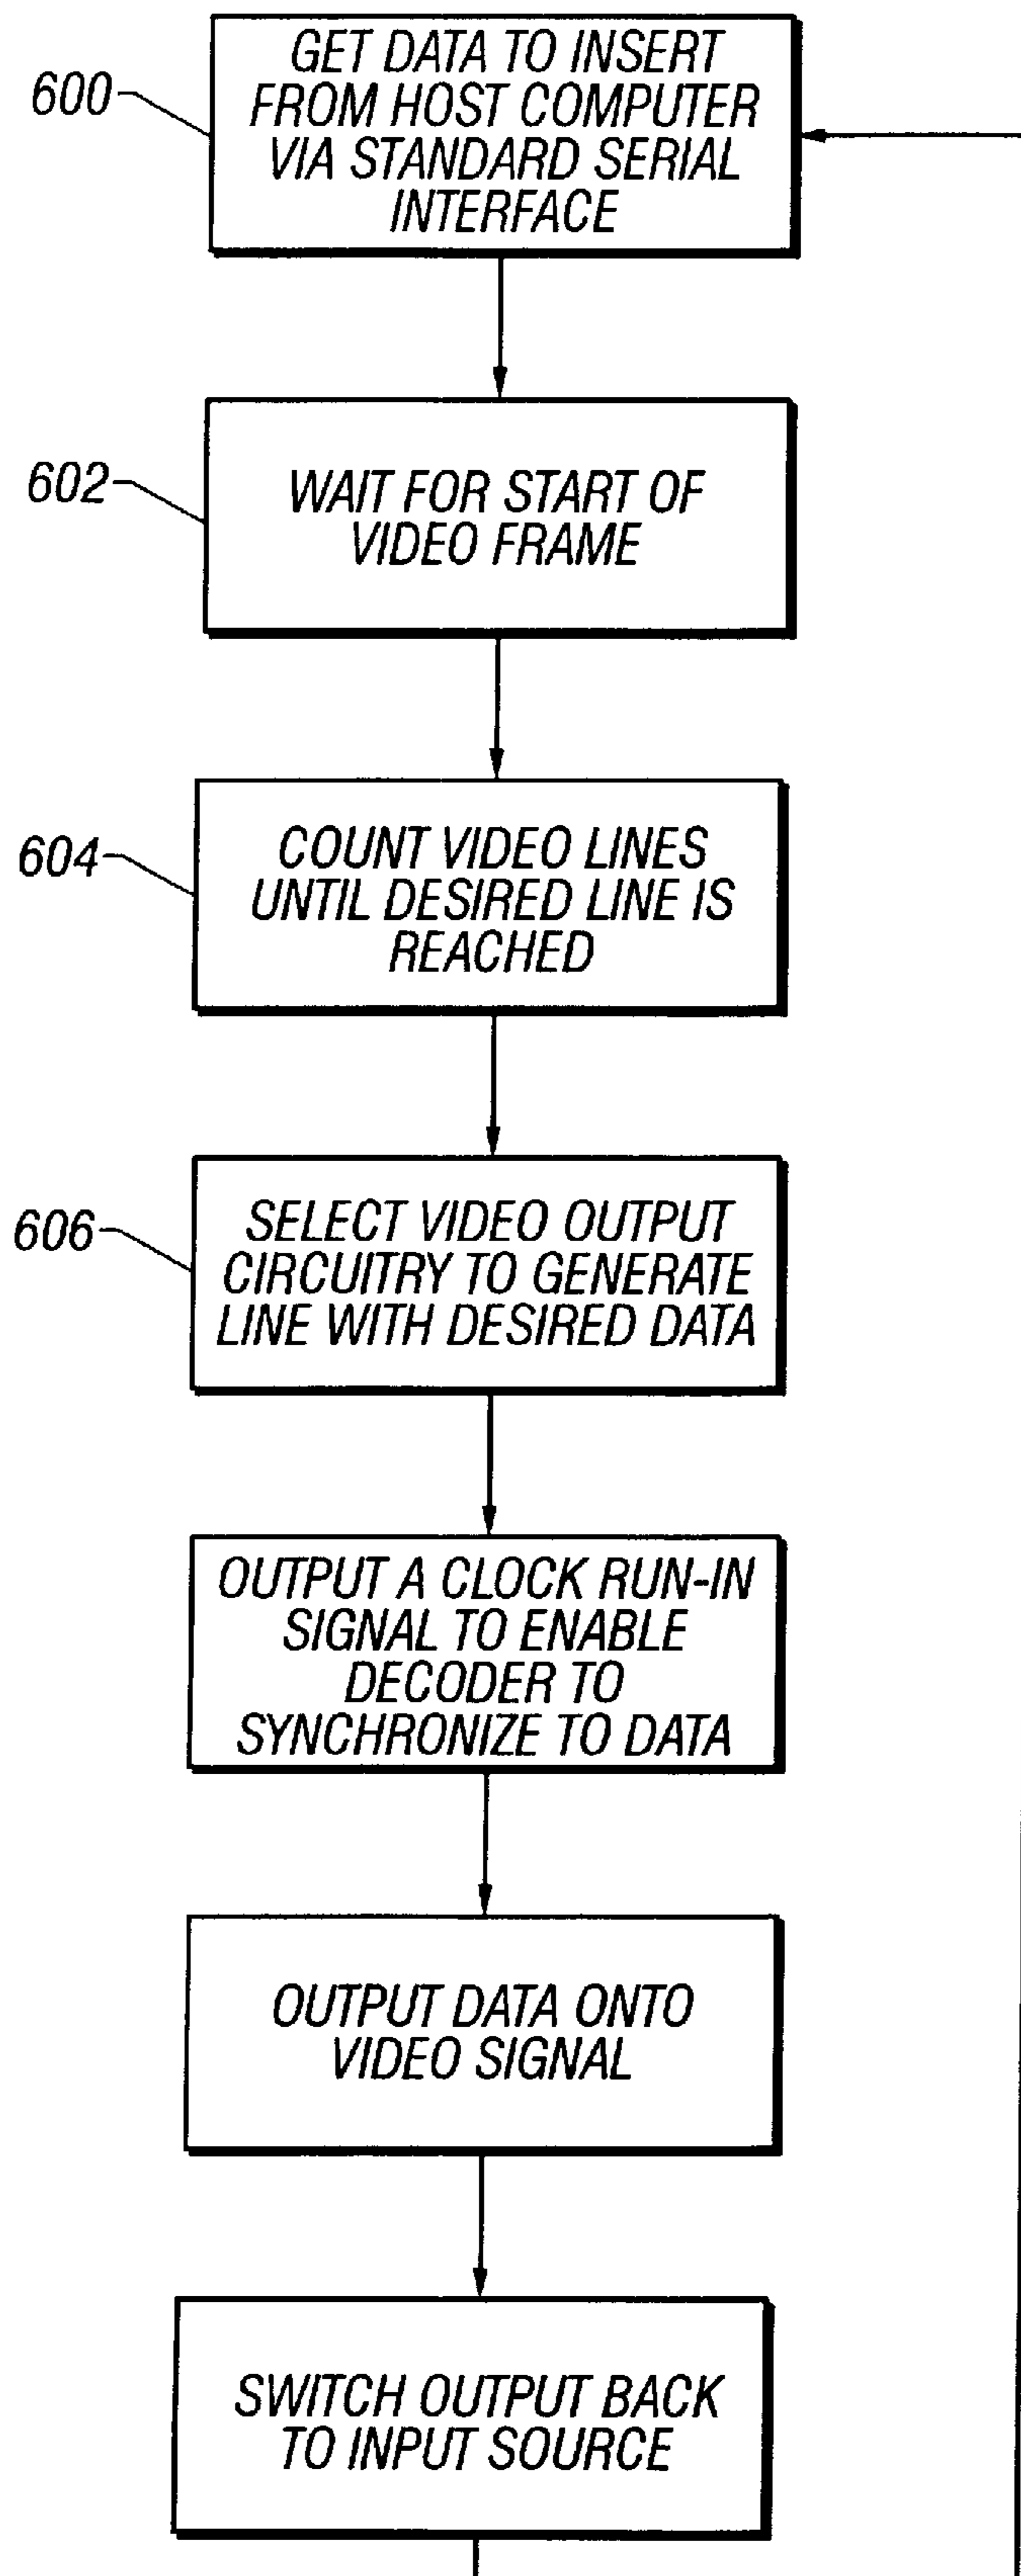 600
GET DATA TO INSERT
FROM HOST COMPUTER
VIA STANDARD SERIAL
INTERFACE
602
WAIT FOR START OF
VIDEO FRAME
604
COUNT VIDEO LINES
UNTIL DESIRED LINE IS
REACHED
606
SELECT VIDEO OUTPUT
CIRCUITRY TO GENERATE
LINE WITH DESIRED DATA
OUTPUT A CLOCK RUN-IN
SIGNAL TO ENABLE
DECODER TO
SYNCHRONIZE TO DATA
OUTPUT DATA ONTO
VIDEO SIGNAL
SWITCH OUTPUT BACK
TO INPUT SOURCE